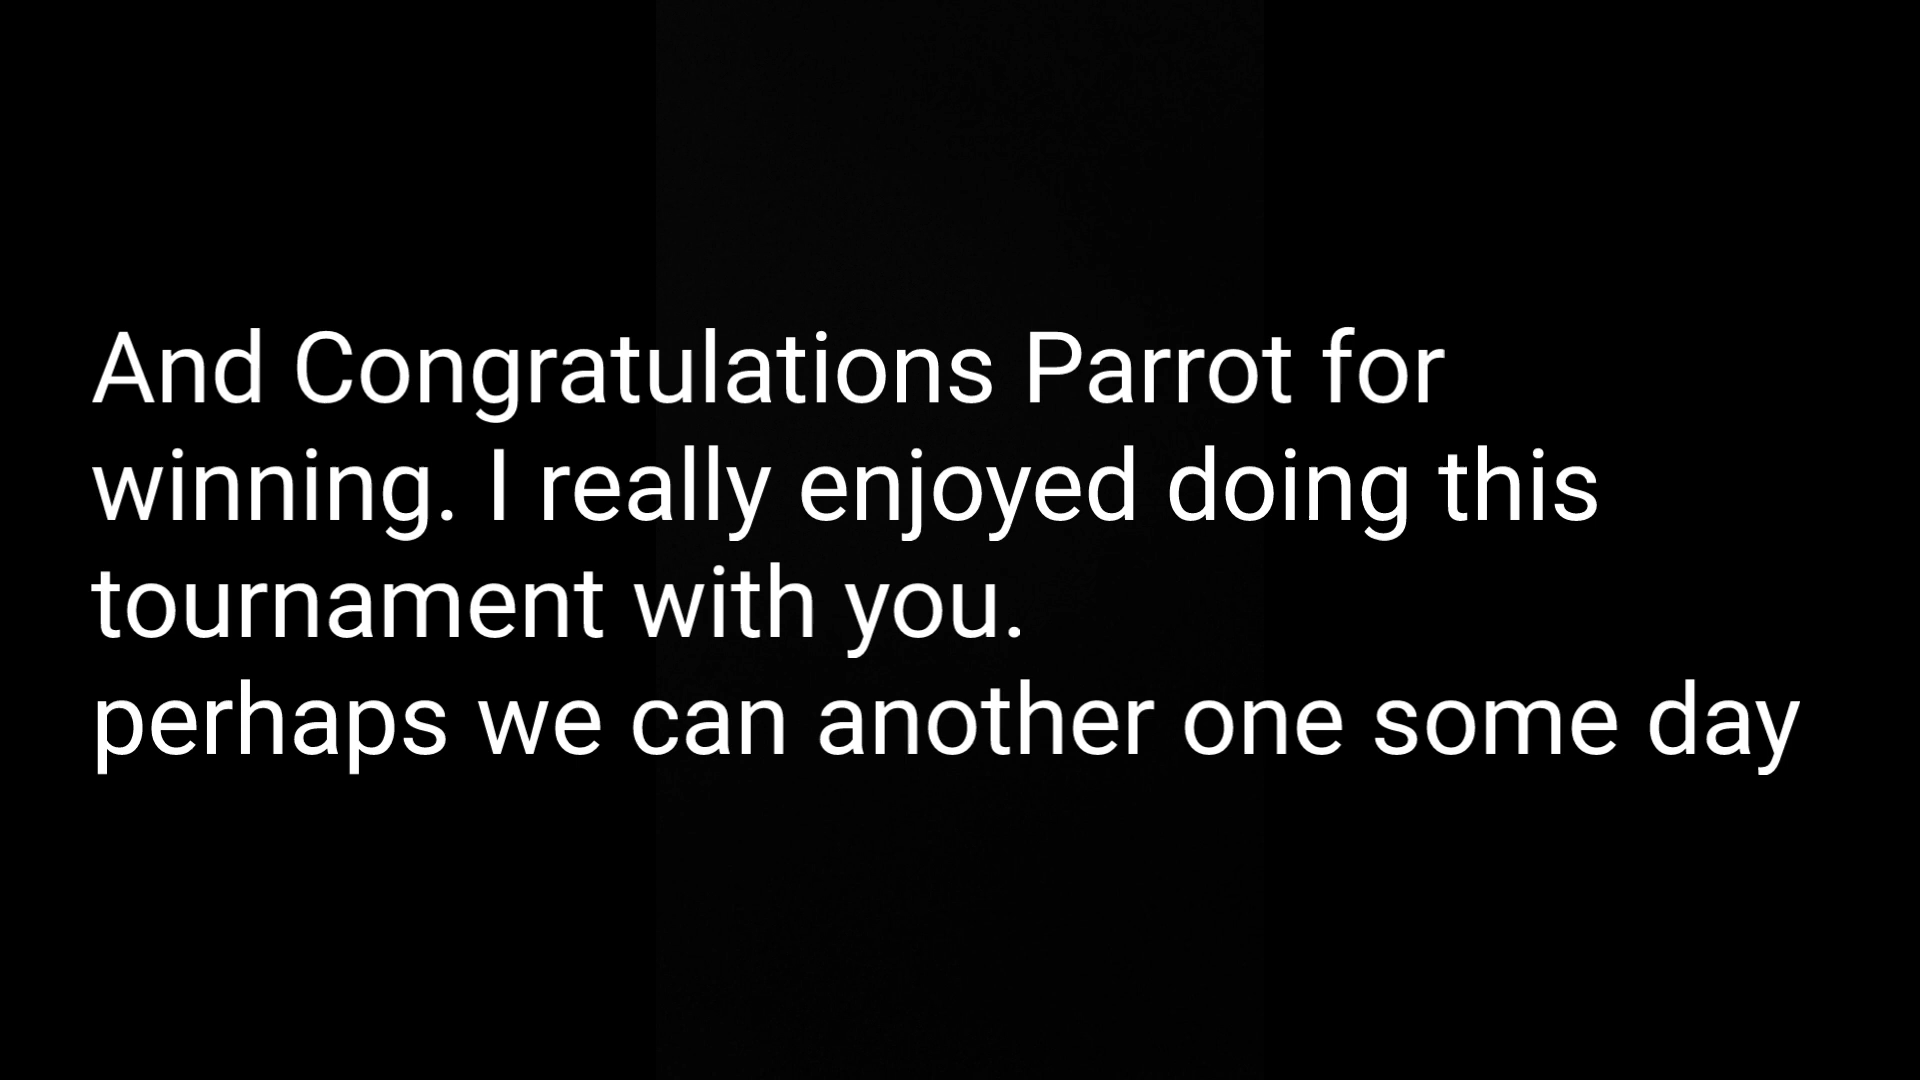 And Congratulations Parrot for
winning. I really enjoyed doing this
tournament with you.
perhaps we can another one some day